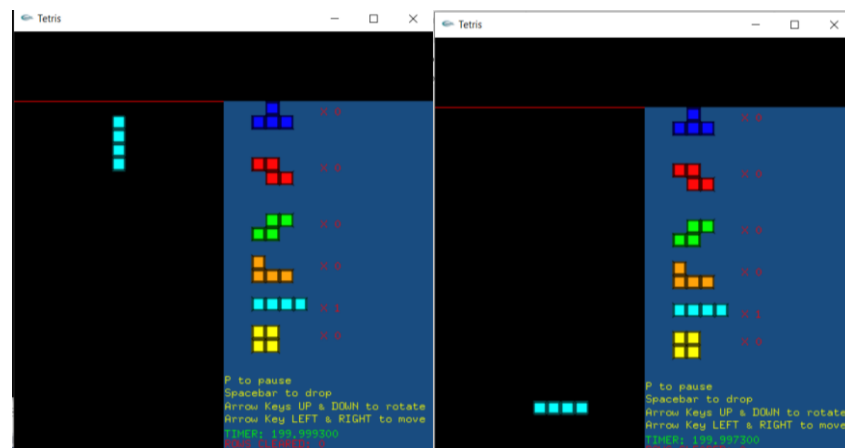 Tetris
X 0
X 0
X 0
X 0
X 1
X 0
P to pause
Spacebar to drop
Arrow Keys UP & DOWN to rotate
Arrow Key LEFT & RIGHT to move
TIMER: 199.999300
Tetris
X 0
X 0
X 0
X 0
X 1
X 0
P to pause
Spacebar to drop
Arrow Keys UP & DOWN to rotate
Arrow Key LEFT & RIGHT to move
TIMER: 199.997300